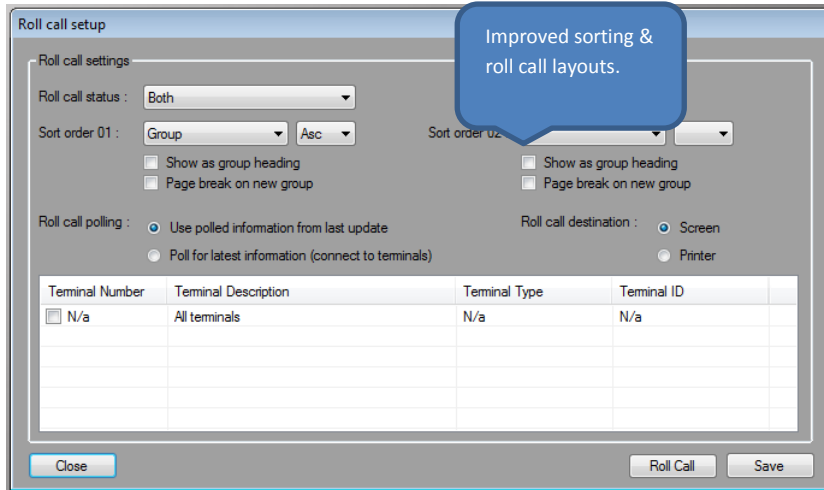 Roll call setup
Improved sorting &
roll call layouts.
Roll call settings
Roll call status : Both
Sort order 01 : Group Asc Sort order 02
Show as group heading Show as group heading
Page break on new group Page break on new group
Roll call polling : Use polled information from last update Roll call destination : Screen
Poll for latest information (connect to terminals) Printer
Terminal Number Terminal Description Terminal Type Terminal ID
N/a All terminals N/a N/a
Close Roll Call Save